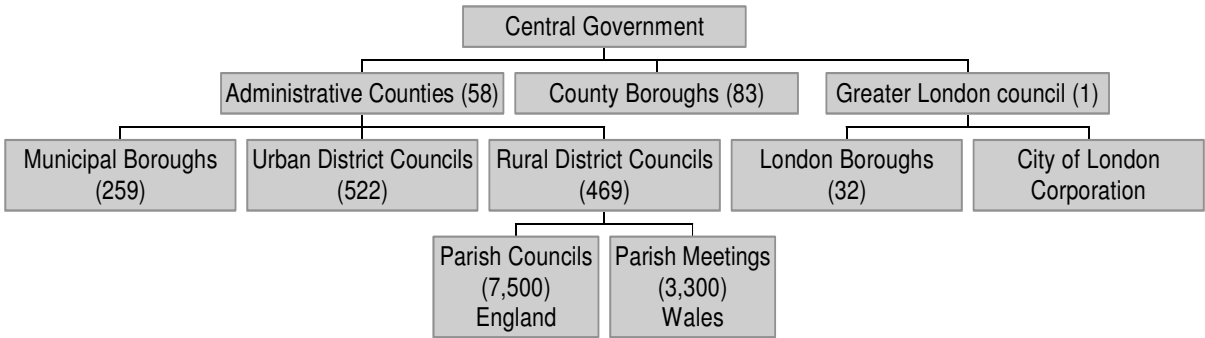 Central Government
Administrative Counties (58)
County Boroughs (83)
Greater London council (1)
Municipal Boroughs
(259)
Urban District Councils
(522)
Rural District Councils
(469)
London Boroughs
(32)
City of London
Corporation
Parish Councils
(7,500)
England
Parish Meetings
(3,300)
Wales